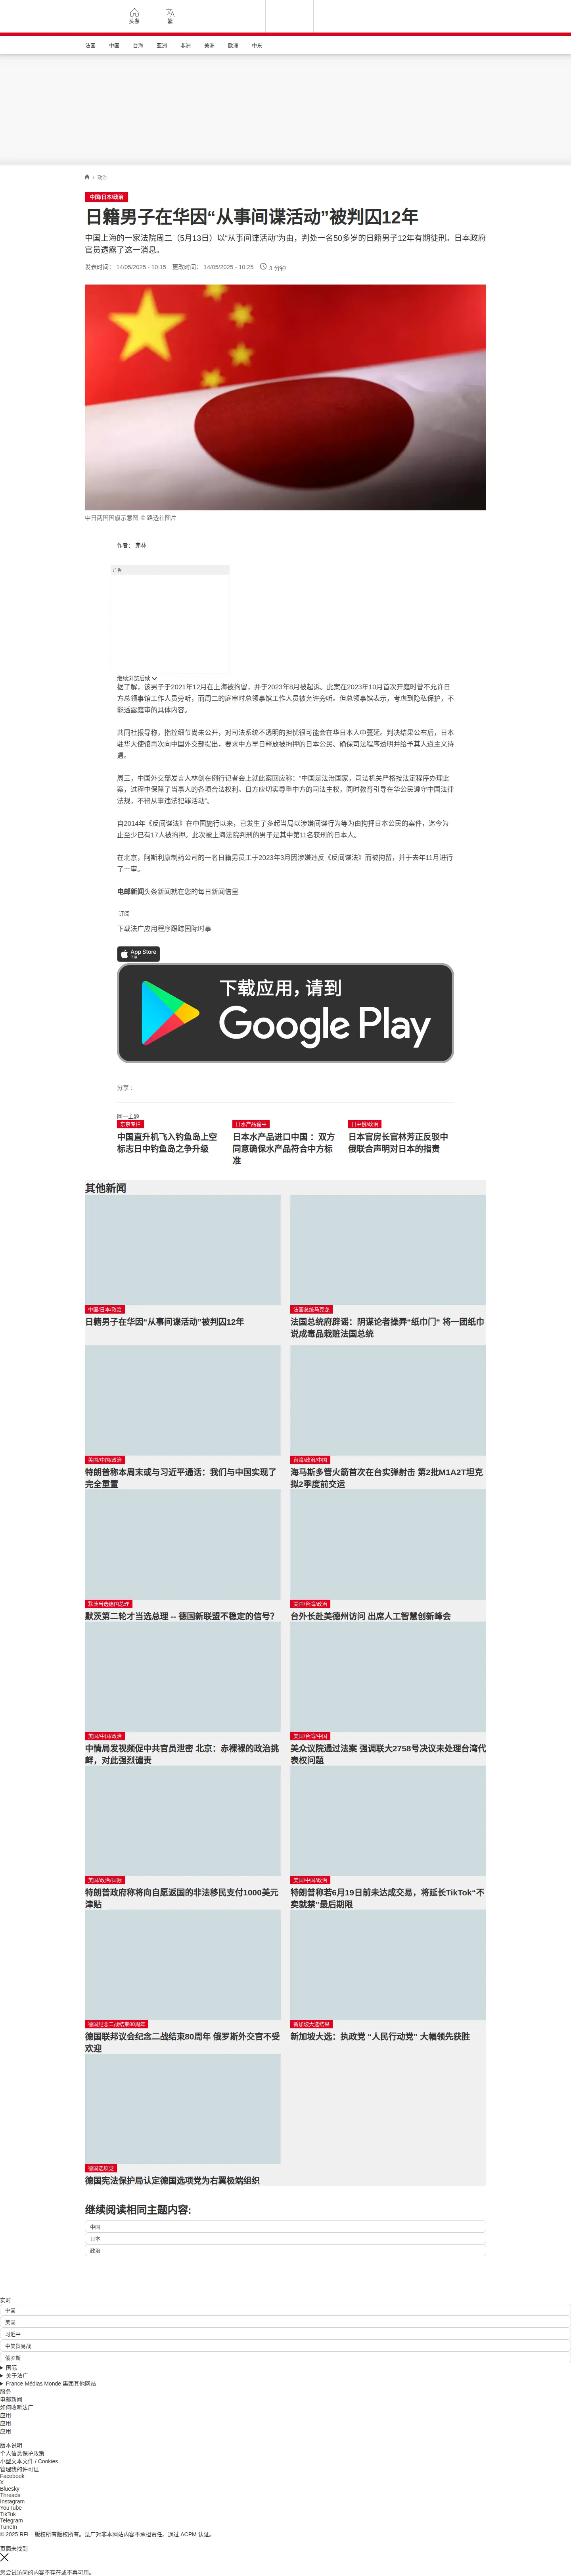 头条
繁
法国
中国
台海
亚洲
非洲
美洲
欧洲
中东
/ 政治
中国/日本/政治
日籍男子在华因“从事间谍活动”被判囚12年
中国上海的一家法院周二（5月13日）以“从事间谍活动”为由，判处一名50多岁的日籍男子12年有期徒刑。日本政府
官员透露了这一消息。
发表时间： 14/05/2025 - 10:15 更改时间： 14/05/2025 - 10:25 3 分钟
中日两国国旗示意图 © 路透社图片
作者： 弗林
广告
继续浏览后续
据了解，该男子于2021年12月在上海被拘留，并于2023年8月被起诉。此案在2023年10月首次开庭时曾不允许日
方总领事馆工作人员旁听，而周二的庭审时总领事馆工作人员被允许旁听。但总领事馆表示，考虑到隐私保护，不
能透露庭审的具体内容。
共同社报导称，指控细节尚未公开，对司法系统不透明的担忧很可能会在华日本人中蔓延。判决结果公布后，日本
驻华大使馆再次向中国外交部提出，要求中方早日释放被拘押的日本公民、确保司法程序透明并给予其人道主义待
遇。
周三，中国外交部发言人林剑在例行记者会上就此案回应称：“中国是法治国家，司法机关严格按法定程序办理此
案，过程中保障了当事人的各项合法权利。日方应切实尊重中方的司法主权，同时教育引导在华公民遵守中国法律
法规，不得从事违法犯罪活动”。
自2014年《反间谍法》在中国施行以来，已发生了多起当局以涉嫌间谍行为等为由拘押日本公民的案件，迄今为
止至少已有17人被拘押。此次被上海法院判刑的男子是其中第11名获刑的日本人。
在北京，阿斯利康制药公司的一名日籍男员工于2023年3月因涉嫌违反《反间谍法》而被拘留，并于去年11月进行
了一审。
电邮新闻头条新闻就在您的每日新闻信里
订阅
下载法广应用程序跟踪国际时事
App Store
下载
下载应用，请到
Google Play
分享 :
同一主题
东京专栏
中国直升机飞入钓鱼岛上空
标志日中钓鱼岛之争升级
日水产品输中
日本水产品进口中国 ： 双方
同意确保水产品符合中方标
准
日中俄/政治
日本官房长官林芳正反驳中
俄联合声明对日本的指责
其他新闻
中国/日本/政治
日籍男子在华因“从事间谍活动”被判囚12年
法国总统马克龙
法国总统府辟谣：阴谋论者操弄“纸巾门“ 将一团纸巾
说成毒品栽赃法国总统
美国/中国/政治
特朗普称本周末或与习近平通话：我们与中国实现了
完全重置
台湾/政治/中国
海马斯多管火箭首次在台实弹射击 第2批M1A2T坦克
拟2季度前交运
默茨当选德国总理
默茨第二轮才当选总理 -- 德国新联盟不稳定的信号？
美国/台湾/政治
台外长赴美德州访问 出席人工智慧创新峰会
美国/中国/政治
中情局发视频促中共官员泄密 北京：赤裸裸的政治挑
衅，对此强烈谴责
美国/台湾/中国
美众议院通过法案 强调联大2758号决议未处理台湾代
表权问题
美国/政治/国际
特朗普政府称将向自愿返国的非法移民支付1000美元
津贴
美国/中国/政治
特朗普称若6月19日前未达成交易，将延长TikTok“不
卖就禁”最后期限
德国纪念二战结束80周年
德国联邦议会纪念二战结束80周年 俄罗斯外交官不受
欢迎
新加坡大选结果
新加坡大选：执政党 “人民行动党” 大幅领先获胜
德国选项党
德国宪法保护局认定德国选项党为右翼极端组织
继续阅读相同主题内容:
中国
日本
政治
实时
中国
美国
习近平
中美贸易战
俄罗斯
国际
关于法广
France Médias Monde 集团其他网站
服务
电邮新闻
如何收听法广
应用
应用
应用
版本说明
个人信息保护政策
小型文本文件 / Cookies
管理我的许可证
Facebook
X
Bluesky
Threads
Instagram
YouTube
TikTok
Telegram
TuneIn
© 2025 RFI – 版权所有版权所有。法广对非本网站内容不承担责任。通过 ACPM 认证。
页面未找到
您尝试访问的内容不存在或不再可用。